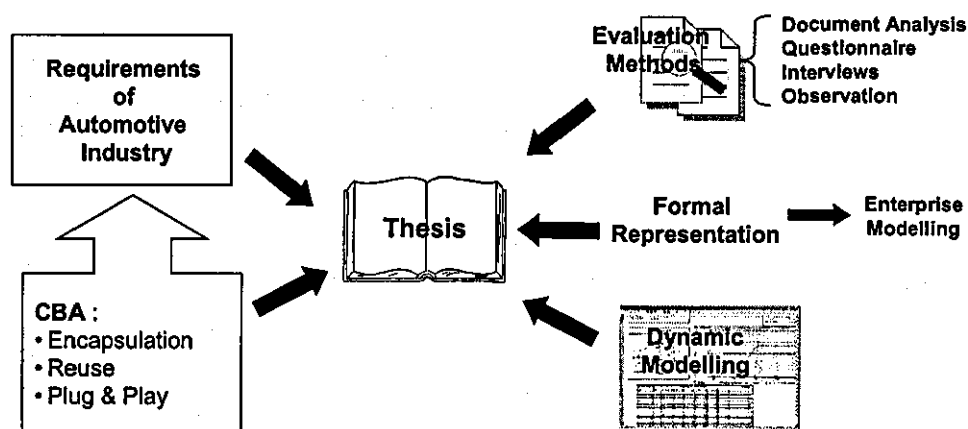 Requirements
of
Automotive
Industry
CBA :
• Encapsulation
• Reuse
• Plug & Play
Thesis
Evaluation
Methods
Document Analysis
Questionnaire
Interviews
Observation
Formal
Representation
Enterprise
Modelling
Dynamic
Modelling